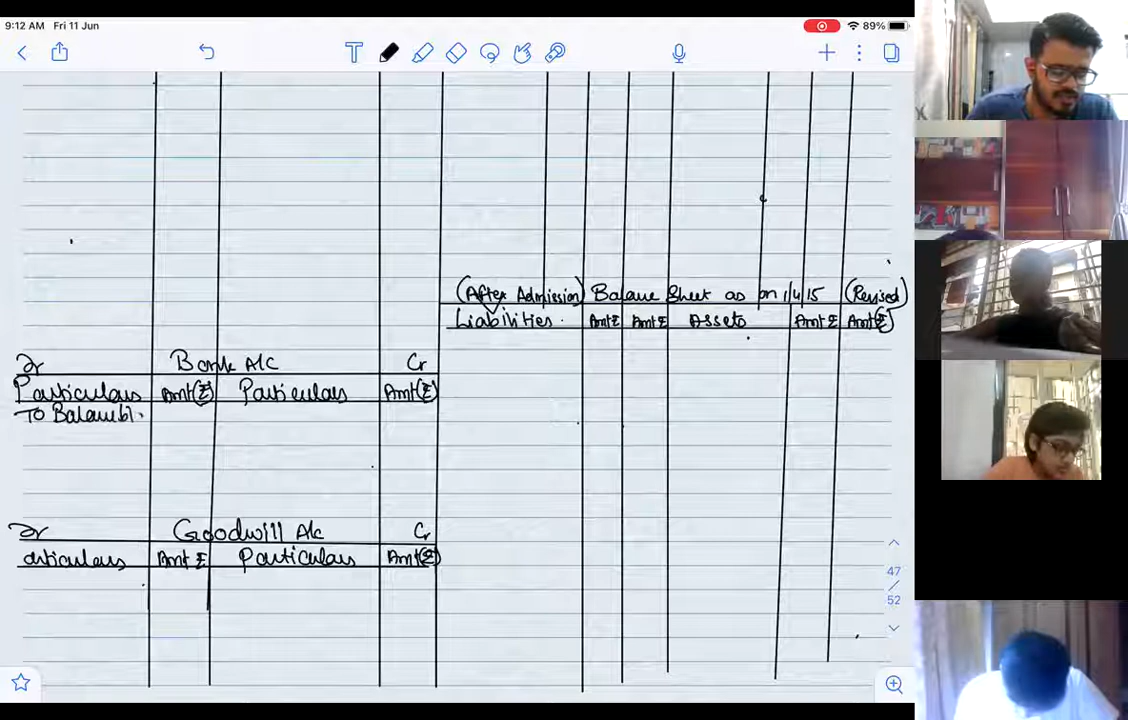 9:12 AM Fri 11 Jun
89%
T
(After Admission) Balance Sheet as on 1/4/15 (Revised)
Liabilities Amt₹ Amt₹ Assets Amt₹ Amt(₹)
Dr Bank A/c Cr
Particulars Amt(₹) Particulars Amt(₹)
To Balance b/
Dr Goodwill A/c Cr
articulars Amt ₹ Particulars Amt(₹)
47
/
52